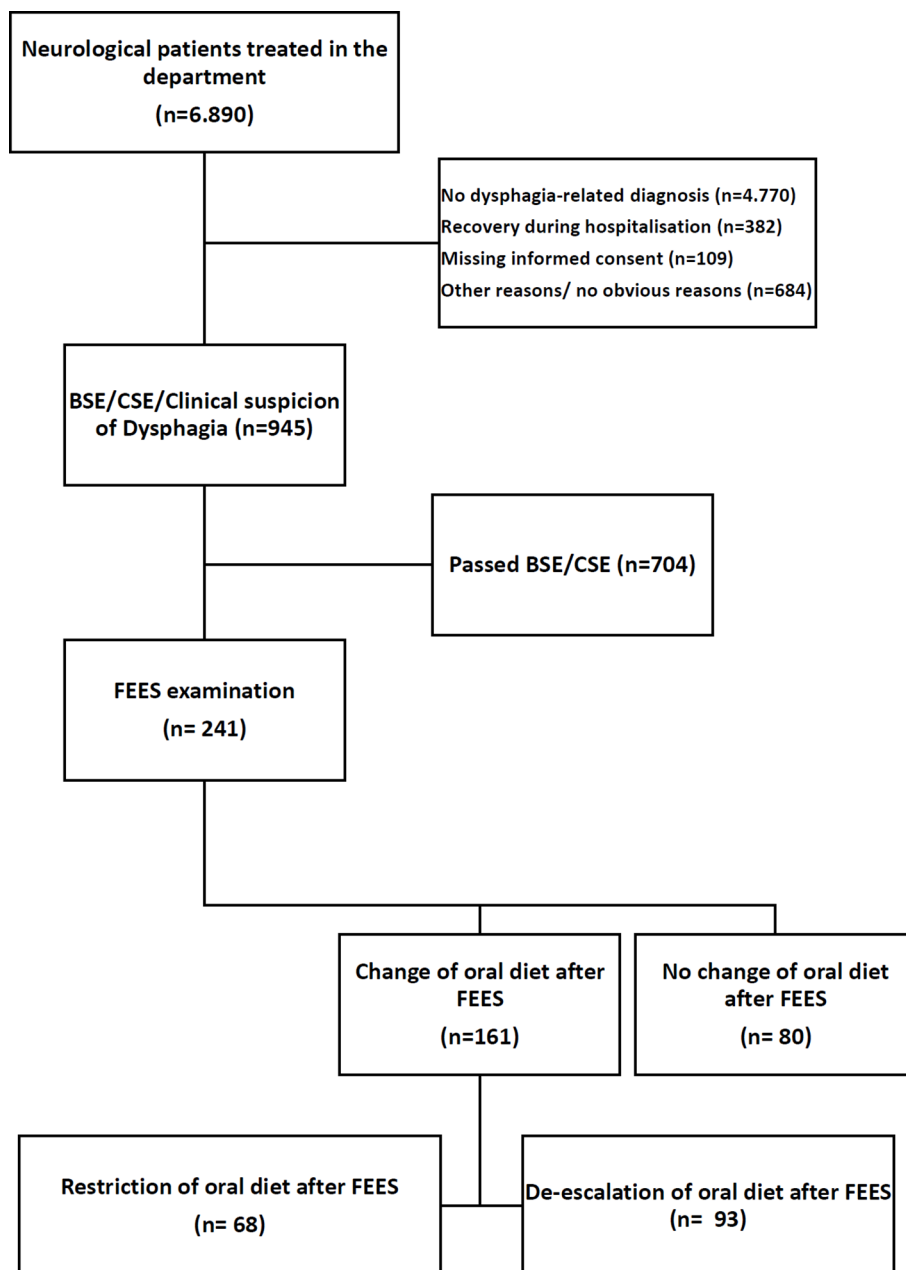 Neurological patients treated in the
department
(n=6.890)
No dysphagia-related diagnosis (n=4.770)
Recovery during hospitalisation (n=382)
Missing informed consent (n=109)
Other reasons/ no obvious reasons (n=684)
BSE/CSE/Clinical suspicion
of Dysphagia (n=945)
Passed BSE/CSE (n=704)
FEES examination
(n= 241)
Change of oral diet after
FEES
(n=161)
No change of oral diet
after FEES
(n= 80)
Restriction of oral diet after FEES
(n= 68)
De-escalation of oral diet after FEES
(n= 93)